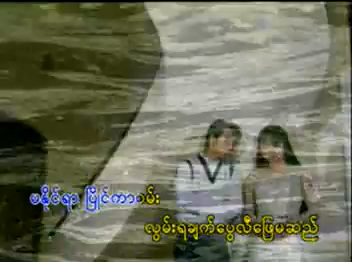 မနိုင်ရာ ပြိုင်ကာစမ်း
လွမ်းရချက်ပွေလီဖြေမဆည်